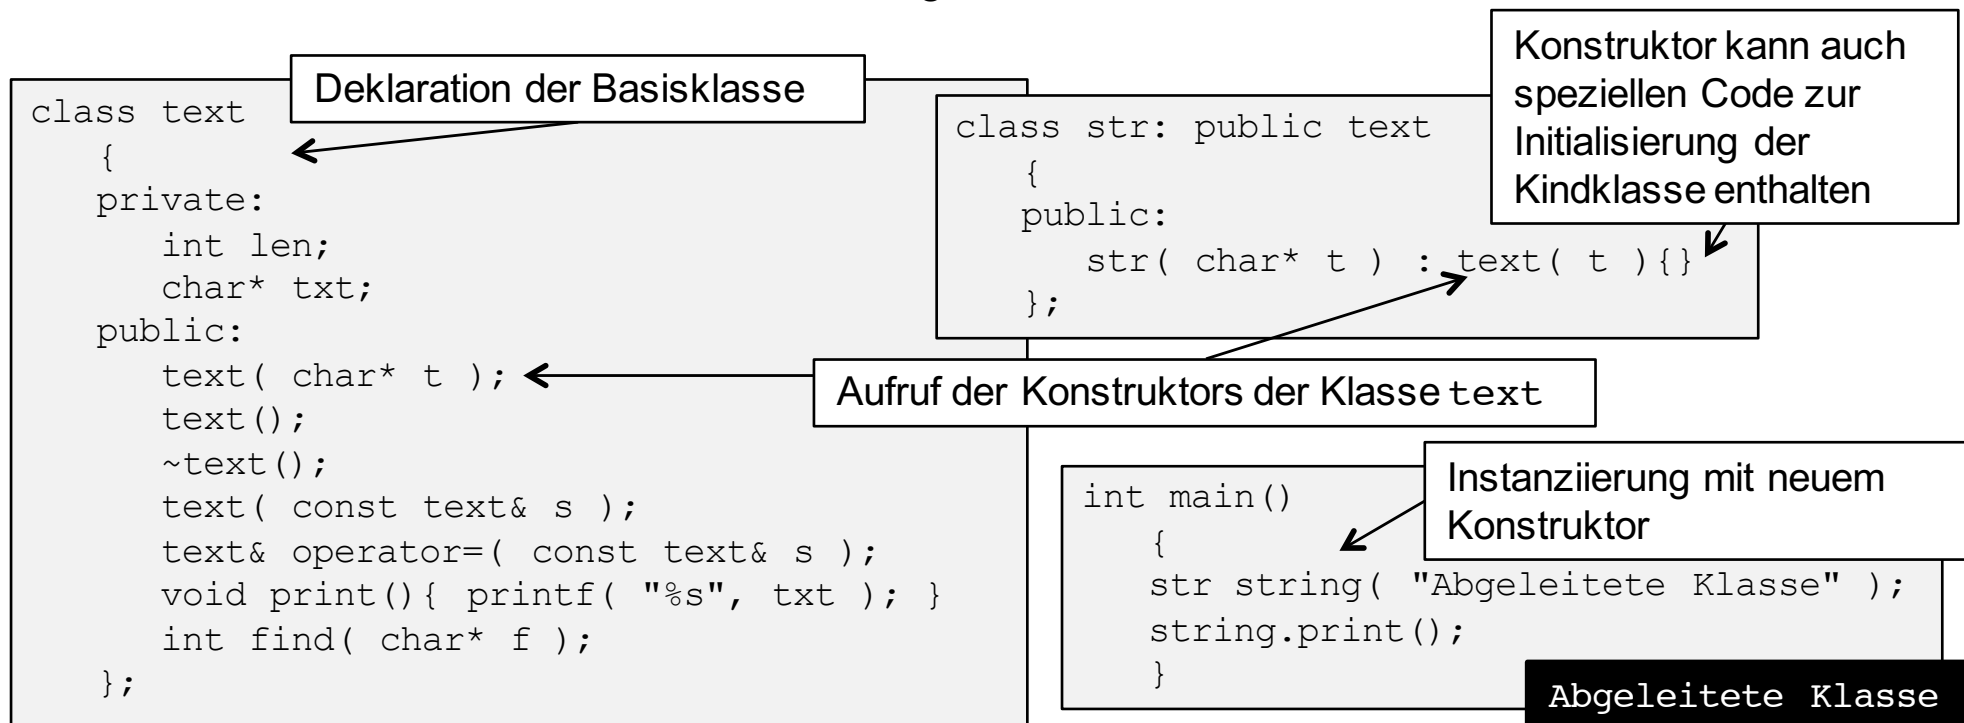 Deklaration der Basisklasse
class text
{
private:
int len;
char* txt;
public:
text( char* t );
text();
~text();
text( const text& s );
text& operator=( const text& s );
void print(){ printf( "%s", txt ); }
int find( char* f );
};
Konstruktor kann auch
speziellen Code zur
Initialisierung der
Kindklasse enthalten
class str: public text
{
public:
str( char* t ) : text( t ){}
};
Aufruf der Konstruktors der Klasse text
Instanziierung mit neuem
Konstruktor
int main()
{
str string( "Abgeleitete Klasse" );
string.print();
}
Abgeleitete Klasse